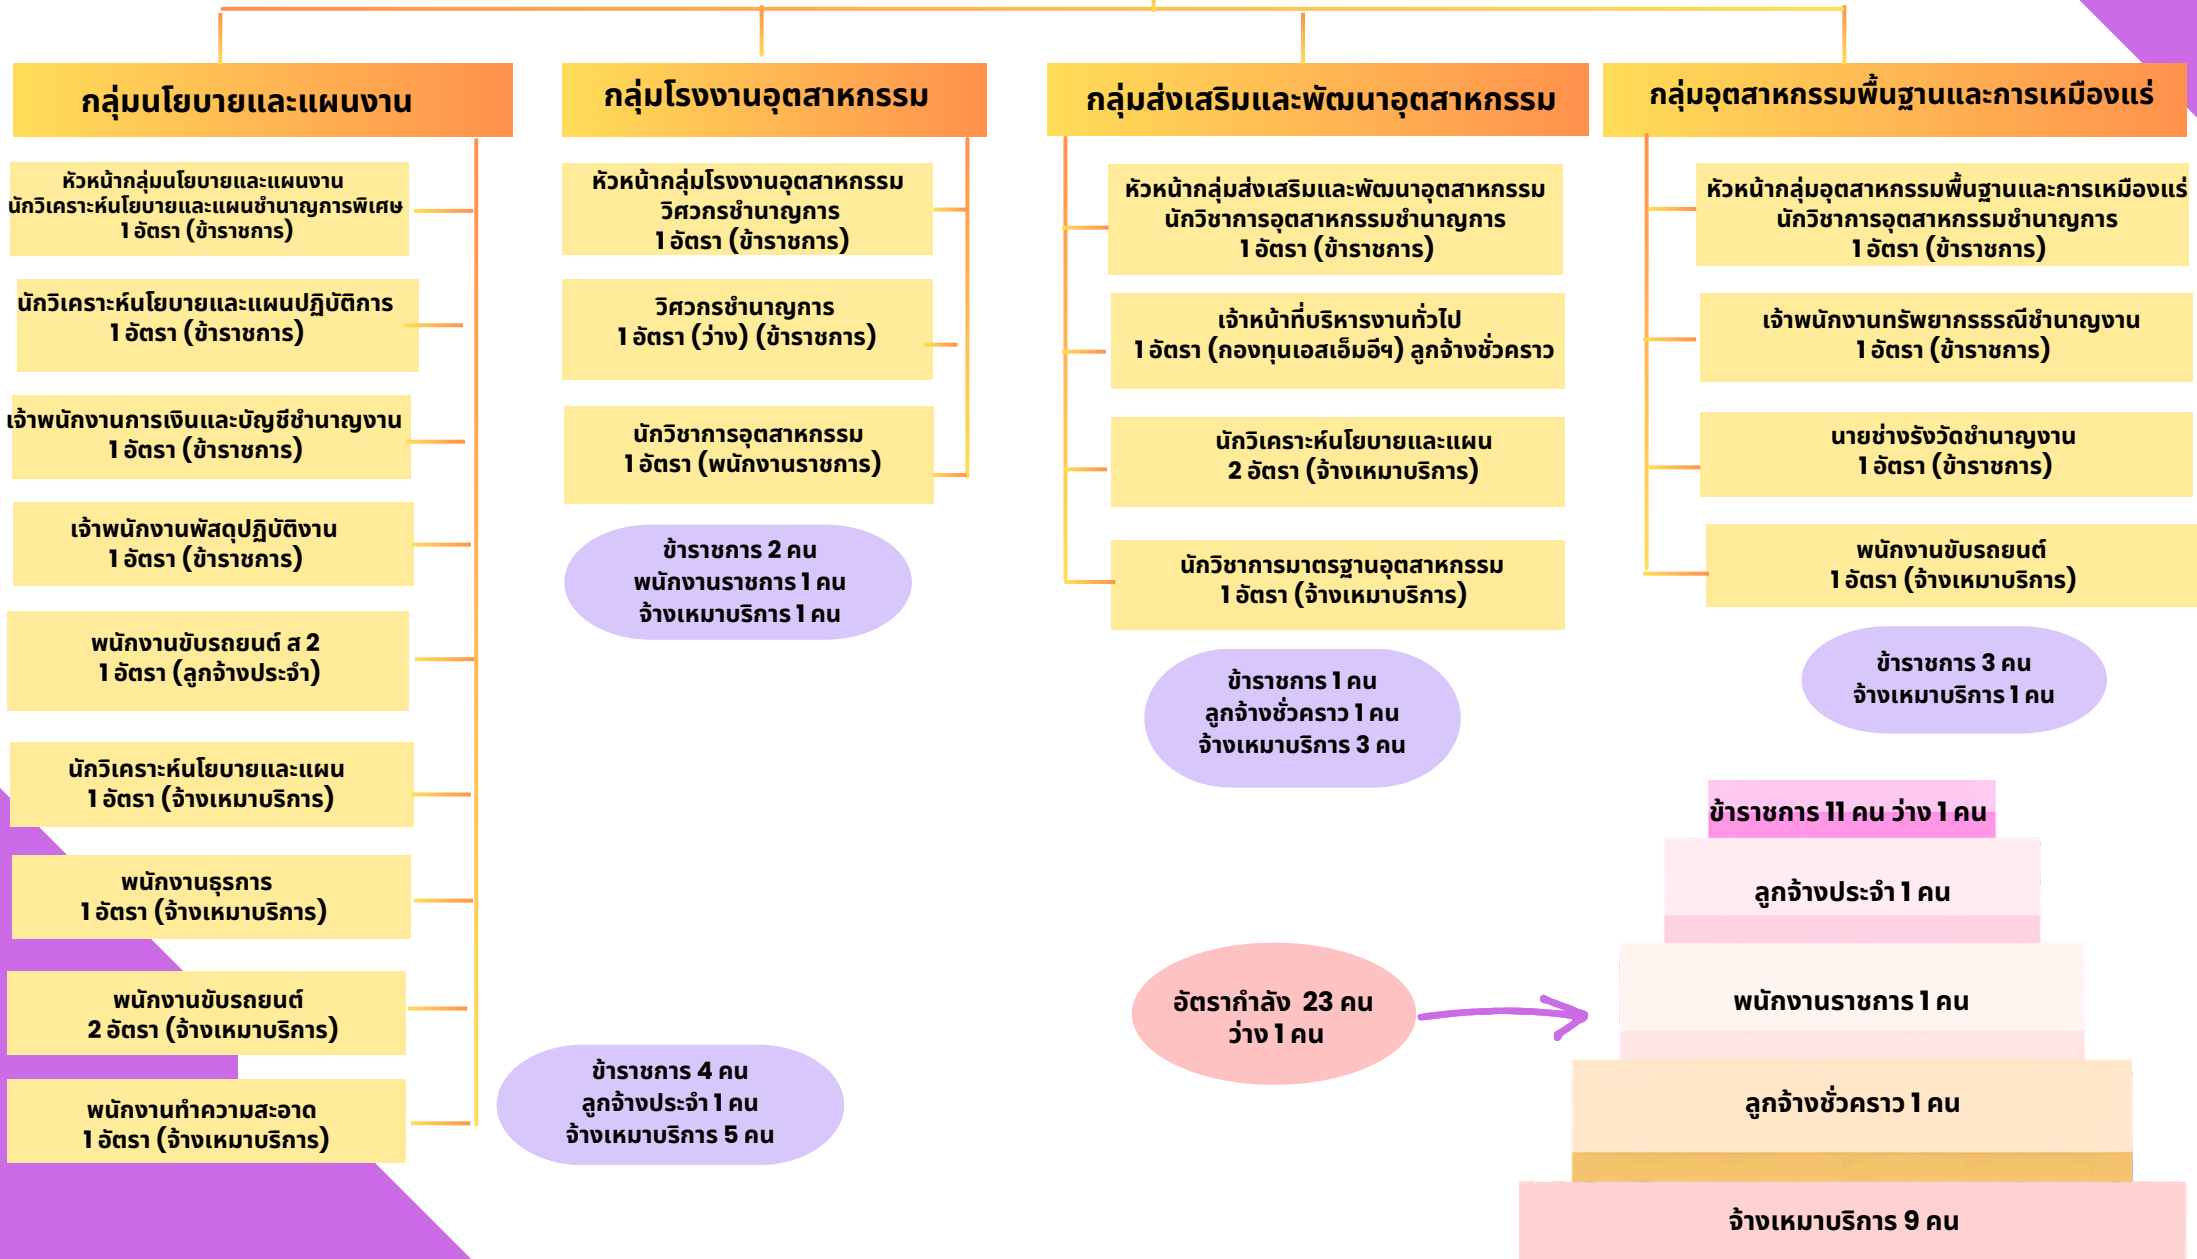 กลุ่มนโยบายและแผนงาน
หัวหน้ากลุ่มนโยบายและแผนงาน
นักวิเคราะห์นโยบายและแผนชำนาญการพิเศษ
1 อัตรา (ข้าราชการ)
นักวิเคราะห์นโยบายและแผนปฏิบัติการ
1 อัตรา (ข้าราชการ)
เจ้าพนักงานการเงินและบัญชีชำนาญงาน
1 อัตรา (ข้าราชการ)
เจ้าพนักงานพัสดุปฏิบัติงาน
1 อัตรา (ข้าราชการ)
พนักงานขับรถยนต์ ส 2
1 อัตรา (ลูกจ้างประจำ)
นักวิเคราะห์นโยบายและแผน
1 อัตรา (จ้างเหมาบริการ)
พนักงานธุรการ
1 อัตรา (จ้างเหมาบริการ)
พนักงานขับรถยนต์
2 อัตรา (จ้างเหมาบริการ)
พนักงานทำความสะอาด
1 อัตรา (จ้างเหมาบริการ)
ข้าราชการ 4 คน
ลูกจ้างประจำ 1 คน
จ้างเหมาบริการ 5 คน
กลุ่มโรงงานอุตสาหกรรม
หัวหน้ากลุ่มโรงงานอุตสาหกรรม
วิศวกรชำนาญการ
1 อัตรา (ข้าราชการ)
วิศวกรชำนาญการ
1 อัตรา (ว่าง) (ข้าราชการ)
นักวิชาการอุตสาหกรรม
1 อัตรา (พนักงานราชการ)
ข้าราชการ 2 คน
พนักงานราชการ 1 คน
จ้างเหมาบริการ 1 คน
กลุ่มส่งเสริมและพัฒนาอุตสาหกรรม
หัวหน้ากลุ่มส่งเสริมและพัฒนาอุตสาหกรรม
นักวิชาการอุตสาหกรรมชำนาญการ
1 อัตรา (ข้าราชการ)
เจ้าหน้าที่บริหารงานทั่วไป
1 อัตรา (กองทุนเอสเอ็มอีฯ) ลูกจ้างชั่วคราว
นักวิเคราะห์นโยบายและแผน
2 อัตรา (จ้างเหมาบริการ)
นักวิชาการมาตรฐานอุตสาหกรรม
1 อัตรา (จ้างเหมาบริการ)
ข้าราชการ 1 คน
ลูกจ้างชั่วคราว 1 คน
จ้างเหมาบริการ 3 คน
กลุ่มอุตสาหกรรมพื้นฐานและการเหมืองแร่
หัวหน้ากลุ่มอุตสาหกรรมพื้นฐานและการเหมืองแร่
นักวิชาการอุตสาหกรรมชำนาญการ
1 อัตรา (ข้าราชการ)
เจ้าพนักงานทรัพยากรธรณีชำนาญงาน
1 อัตรา (ข้าราชการ)
นายช่างรังวัดชำนาญงาน
1 อัตรา (ข้าราชการ)
พนักงานขับรถยนต์
1 อัตรา (จ้างเหมาบริการ)
ข้าราชการ 3 คน
จ้างเหมาบริการ 1 คน
อัตรากำลัง 23 คน
ว่าง 1 คน
ข้าราชการ 11 คน ว่าง 1 คน
ลูกจ้างประจำ 1 คน
พนักงานราชการ 1 คน
ลูกจ้างชั่วคราว 1 คน
จ้างเหมาบริการ 9 คน